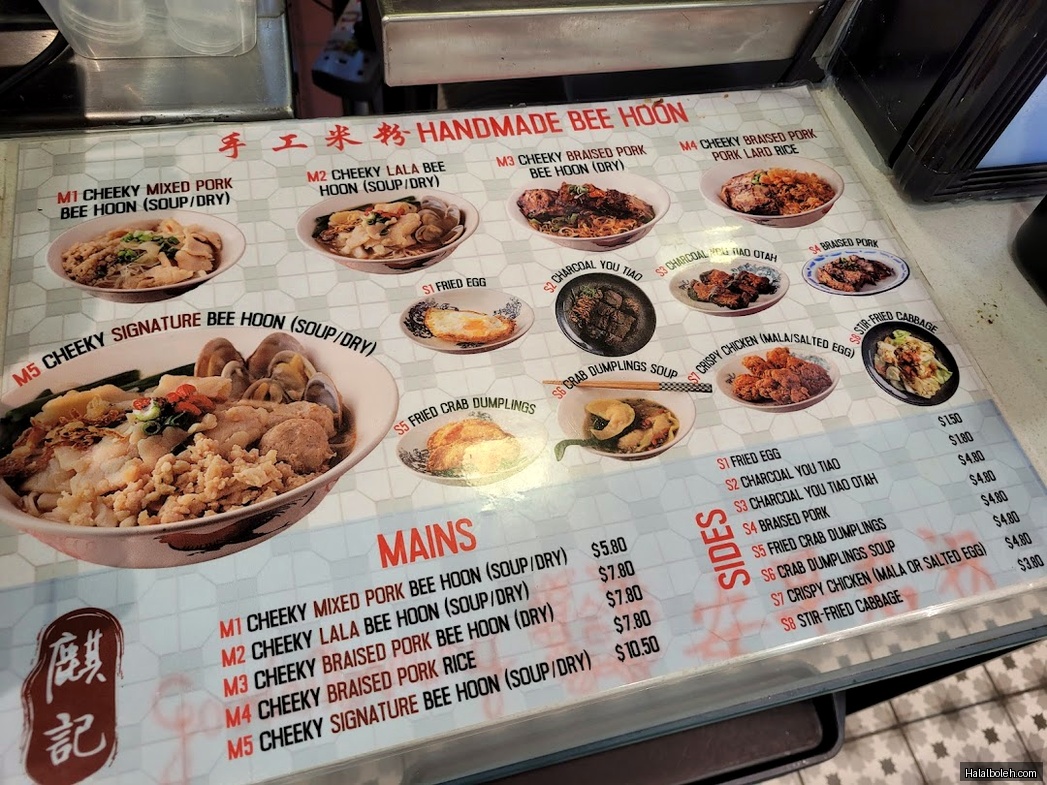 手工米粉 HANDMADE BEE HOON
M1 CHEEKY MIXED PORK
BEE HOON (SOUP/DRY)
M2 CHEEKY LALA BEE
HOON (SOUP/DRY)
M3 CHEEKY BRAISED PORK
BEE HOON (DRY)
M4 CHEEKY BRAISED PORK
PORK LARD RICE
S1 FRIED EGG
S2 CHARCOAL YOU TIAO
S3 CHARCOAL YOU TIAO OTAH
S4 BRAISED PORK
M5 CHEEKY SIGNATURE BEE HOON (SOUP/DRY)
S5 FRIED CRAB DUMPLINGS
S6 CRAB DUMPLINGS SOUP
S7 CRISPY CHICKEN (MALA/SALTED EGG)
STIR-FRIED CABBAGE
MAINS
M1 CHEEKY MIXED PORK BEE HOON (SOUP/DRY) $5.80
M2 CHEEKY LALA BEE HOON (SOUP/DRY) $7.80
M3 CHEEKY BRAISED PORK BEE HOON (DRY) $7.80
M4 CHEEKY BRAISED PORK RICE $7.80
M5 CHEEKY SIGNATURE BEE HOON (SOUP/DRY) $10.50
SIDES
S1 FRIED EGG $1.50
S2 CHARCOAL YOU TIAO $1.80
S3 CHARCOAL YOU TIAO OTAH $4.80
S4 BRAISED PORK $4.80
S5 FRIED CRAB DUMPLINGS $4.80
S6 CRAB DUMPLINGS SOUP $4.80
S7 CRISPY CHICKEN (MALA OR SALTED EGG) $4.80
S8 STIR-FRIED CABBAGE $3.80
麒記
Halalboleh.com